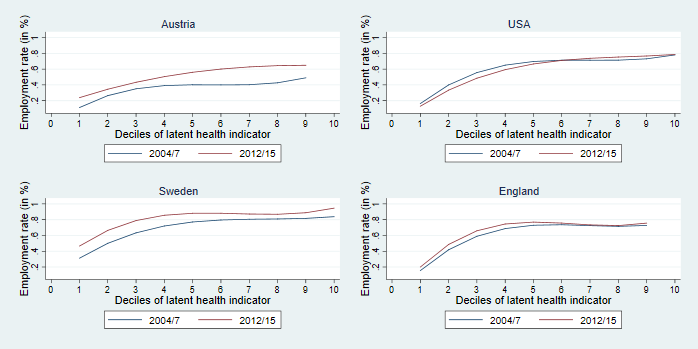 Austria
Employment rate (in %)
.2 .4 .6 .8 1
0 1 2 3 4 5 6 7 8 9 10
Deciles of latent health indicator
2004/7 2012/15
USA
Employment rate (in %)
.2 .4 .6 .8 1
0 1 2 3 4 5 6 7 8 9 10
Deciles of latent health indicator
2004/7 2012/15
Sweden
Employment rate (in %)
.2 .4 .6 .8 1
0 1 2 3 4 5 6 7 8 9 10
Deciles of latent health indicator
2004/7 2012/15
England
Employment rate (in %)
.2 .4 .6 .8 1
0 1 2 3 4 5 6 7 8 9 10
Deciles of latent health indicator
2004/7 2012/15